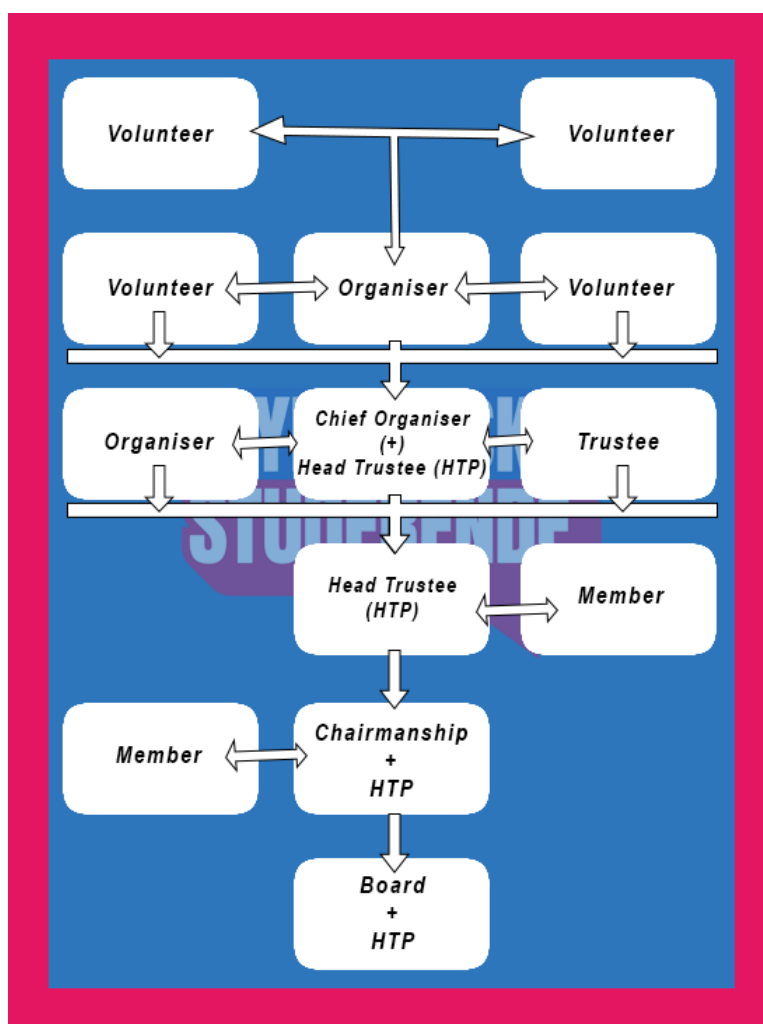 Volunteer
Volunteer
Volunteer
Organiser
Volunteer
Organiser
Chief Organiser
(+)
Head Trustee (HTP)
Trustee
STUDERENDE
Head Trustee
(HTP)
Member
Member
Chairmanship
+
HTP
Board
+
HTP